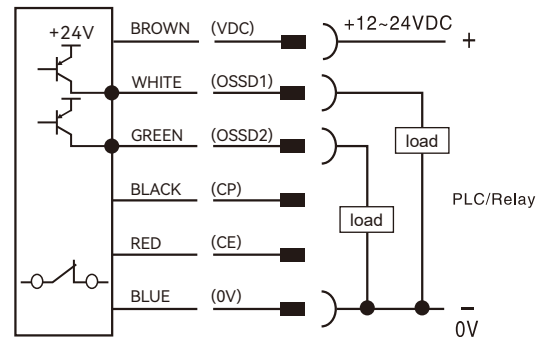 +24V
BROWN (VDC) +12~24VDC +
WHITE (OSSD1)
load
GREEN (OSSD2)
BLACK (CP)
PLC/Relay
load
RED (CE)
BLUE (0V) −
0V